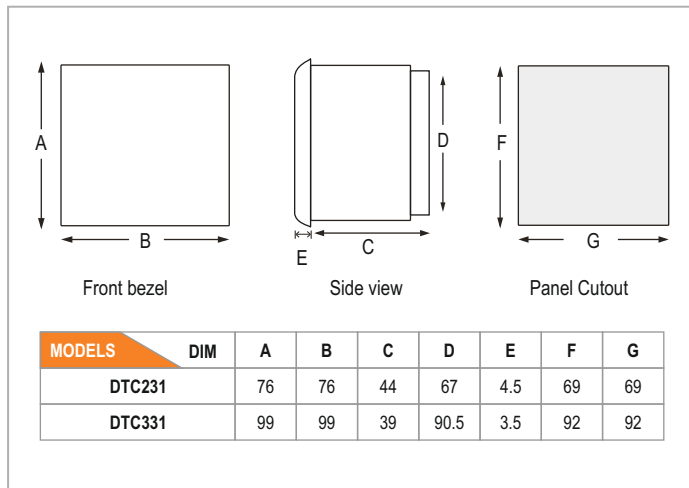 A
B
Front bezel
E
C
D
Side view
F
G
Panel Cutout
MODELS DIM A B C D E F G
DTC231 76 76 44 67 4.5 69 69
DTC331 99 99 39 90.5 3.5 92 92